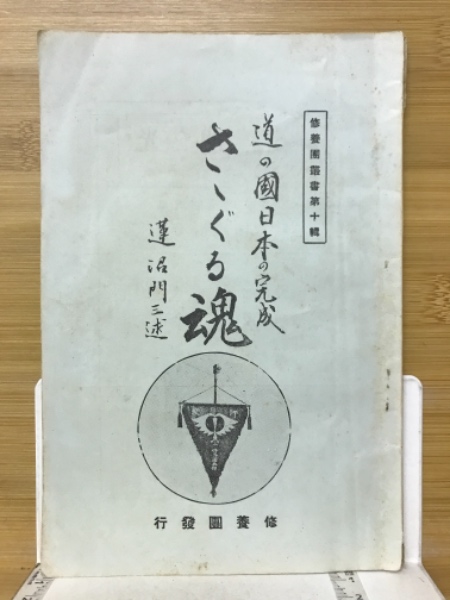 修養團叢書第十輯
道の國日本の完成
さゝぐる魂
蓮沼門三述
修養團發行